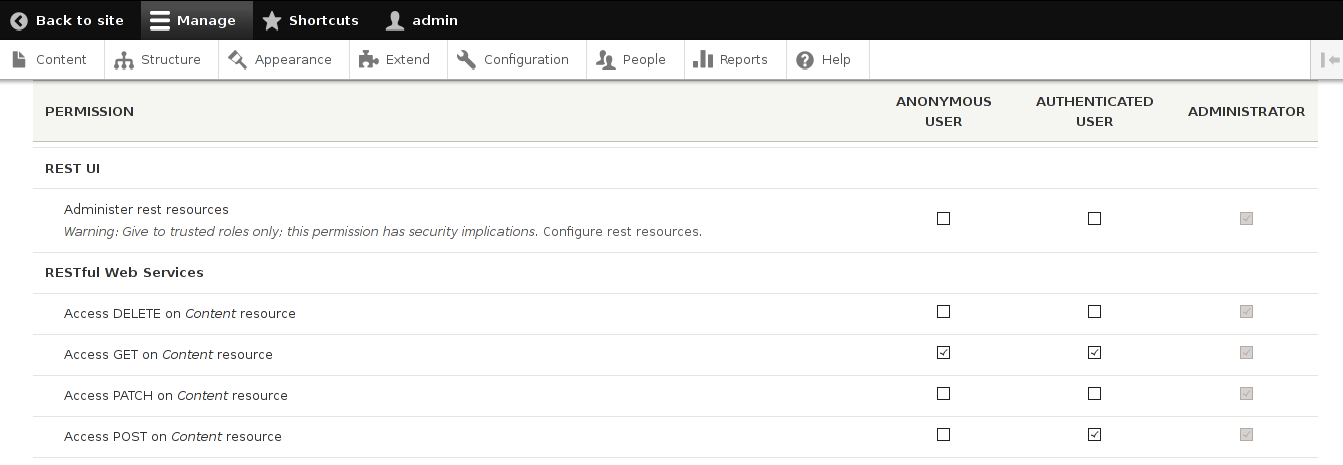 Back to site Manage Shortcuts admin
Content Structure Appearance Extend Configuration People Reports Help
PERMISSION ANONYMOUS USER AUTHENTICATED USER ADMINISTRATOR
REST UI
Administer rest resources
Warning: Give to trusted roles only; this permission has security implications. Configure rest resources.
RESTful Web Services
Access DELETE on Content resource
Access GET on Content resource
Access PATCH on Content resource
Access POST on Content resource